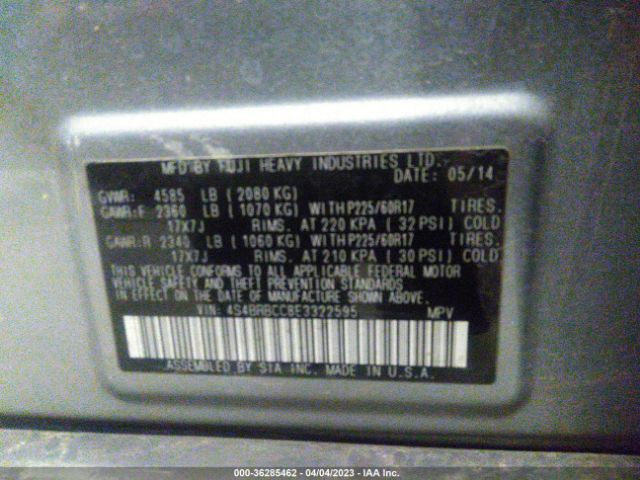 MFD BY FUJI HEAVY INDUSTRIES LTD.
DATE: 05/14
GVWR: 4585 LB ( 2080 KG)
GAWR:F 2360 LB ( 1070 KG) WITH P225/60R17 TIRES.
17X7J RIMS. AT 220 KPA ( 32 PSI) COLD
GAWR:R 2340 LB ( 1060 KG) WITH P225/60R17 TIRES.
17X7J RIMS. AT 210 KPA ( 30 PSI) COLD
THIS VEHICLE CONFORMS TO ALL APPLICABLE FEDERAL MOTOR
VEHICLE SAFETY AND THEFT PREVENTION STANDARDS
IN EFFECT ON THE DATE OF MANUFACTURE SHOWN ABOVE.
VIN: 4S4BRBCC8E3322595 MPV
ASSEMBLED BY SIA INC. MADE IN U.S.A.
000-36285462 - 04/04/2023 - IAA Inc.